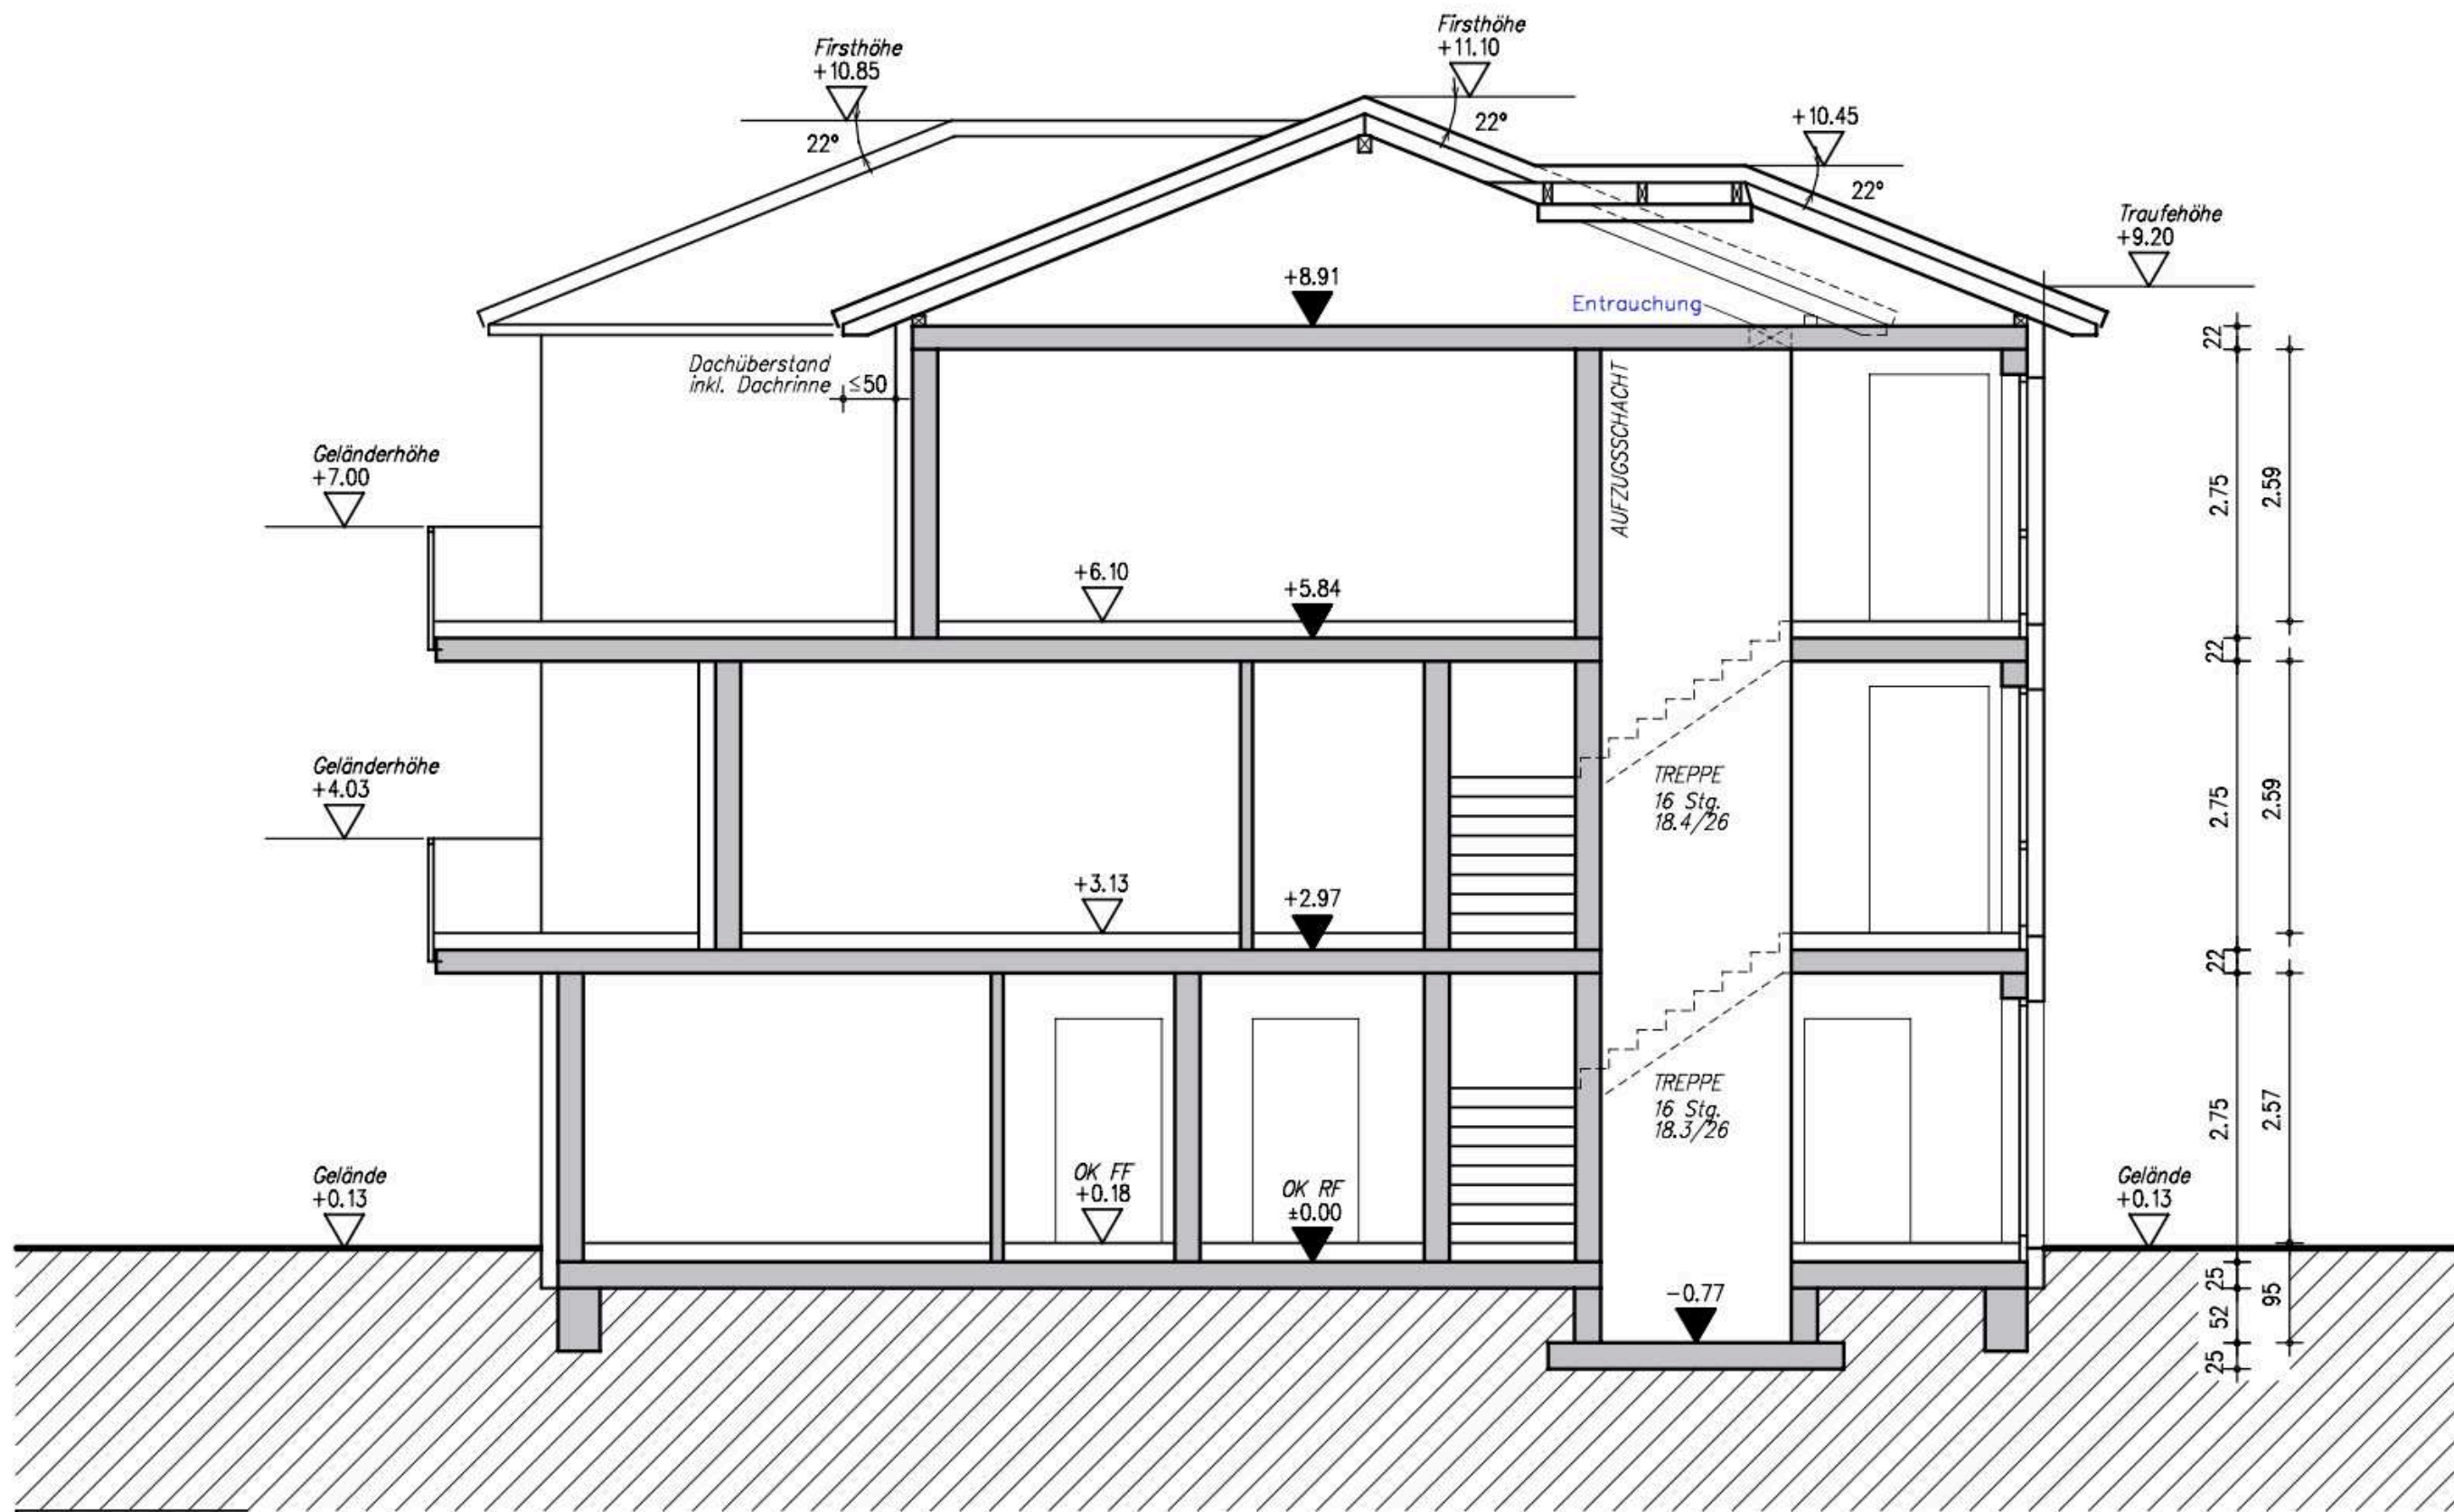 Firsthöhe
+11.10
Firsthöhe
+10.85
22°
22°
+10.45
22°
Traufehöhe
+9.20
+8.91
Entrauchung
Dachüberstand
inkl. Dachrinne ≤50
AUFZUGSSCHACHT
Geländerhöhe
+7.00
+6.10
+5.84
Geländerhöhe
+4.03
TREPPE
16 Stg.
18.4/26
+3.13
+2.97
TREPPE
16 Stg.
18.3/26
Gelände
+0.13
OK FF
+0.18
OK RF
±0.00
Gelände
+0.13
-0.77
22
2.75
2.59
22
2.75
2.59
22
2.75
2.57
25
52
95
25